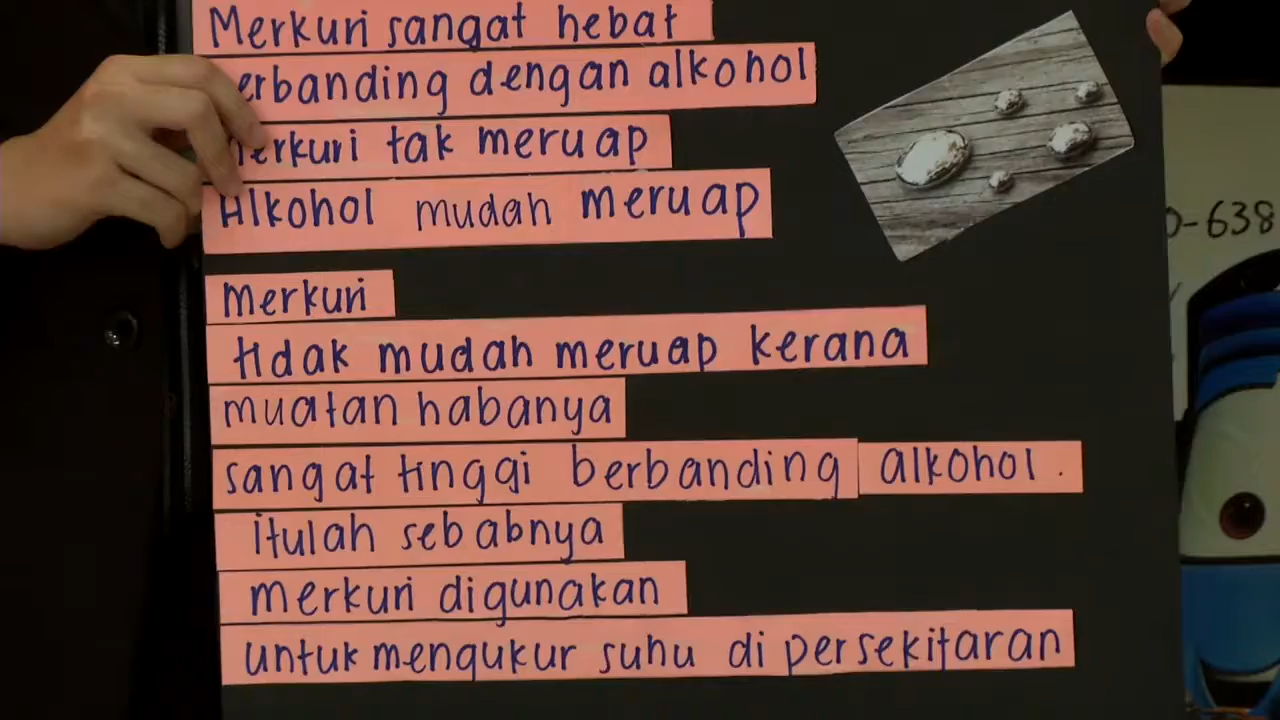 Merkuri sangat hebat
erbanding dengan alkohol
merkuri tak meruap
Alkohol mudah meruap
merkuri
tidak mudah meruap kerana
muatan habanya
sangat tinggi berbanding alkohol.
itulah sebabnya
merkuri digunakan
untuk mengukur suhu di persekitaran
0-638